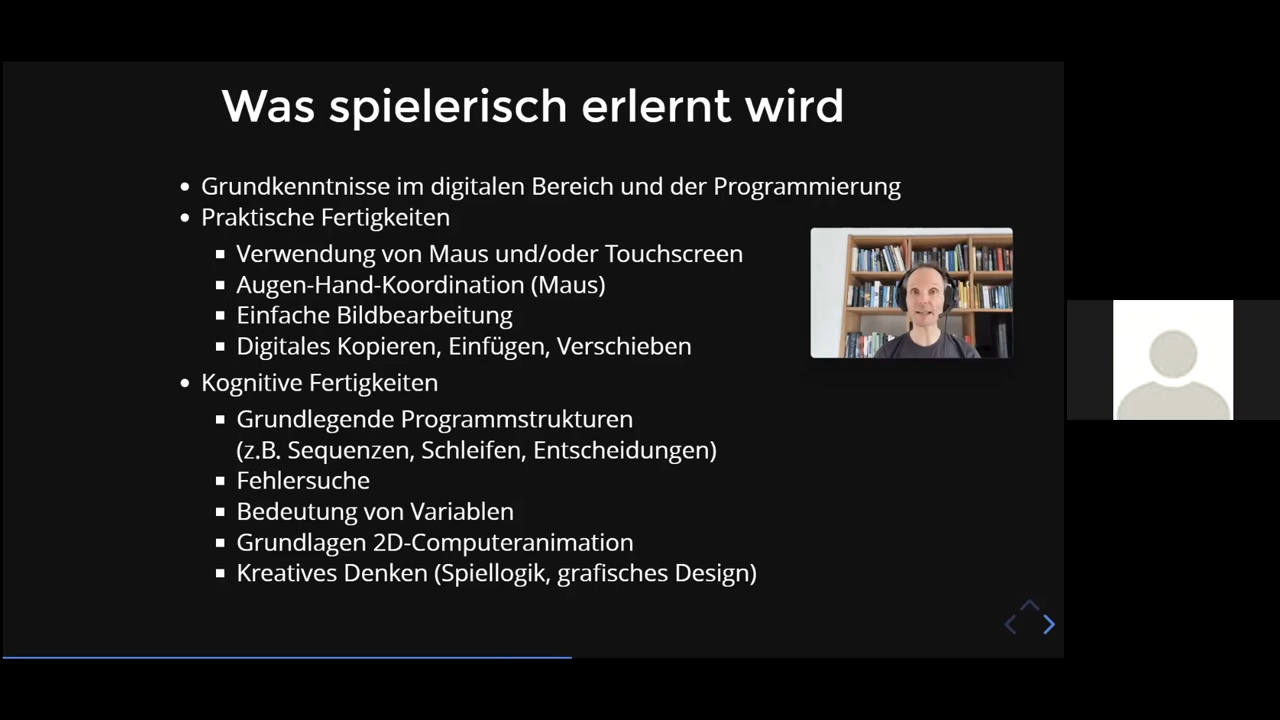 Was spielerisch erlernt wird
Grundkenntnisse im digitalen Bereich und der Programmierung
Praktische Fertigkeiten
Verwendung von Maus und/oder Touchscreen
Augen-Hand-Koordination (Maus)
Einfache Bildbearbeitung
Digitales Kopieren, Einfügen, Verschieben
Kognitive Fertigkeiten
Grundlegende Programmstrukturen
(z.B. Sequenzen, Schleifen, Entscheidungen)
Fehlersuche
Bedeutung von Variablen
Grundlagen 2D-Computeranimation
Kreatives Denken (Spiellogik, grafisches Design)